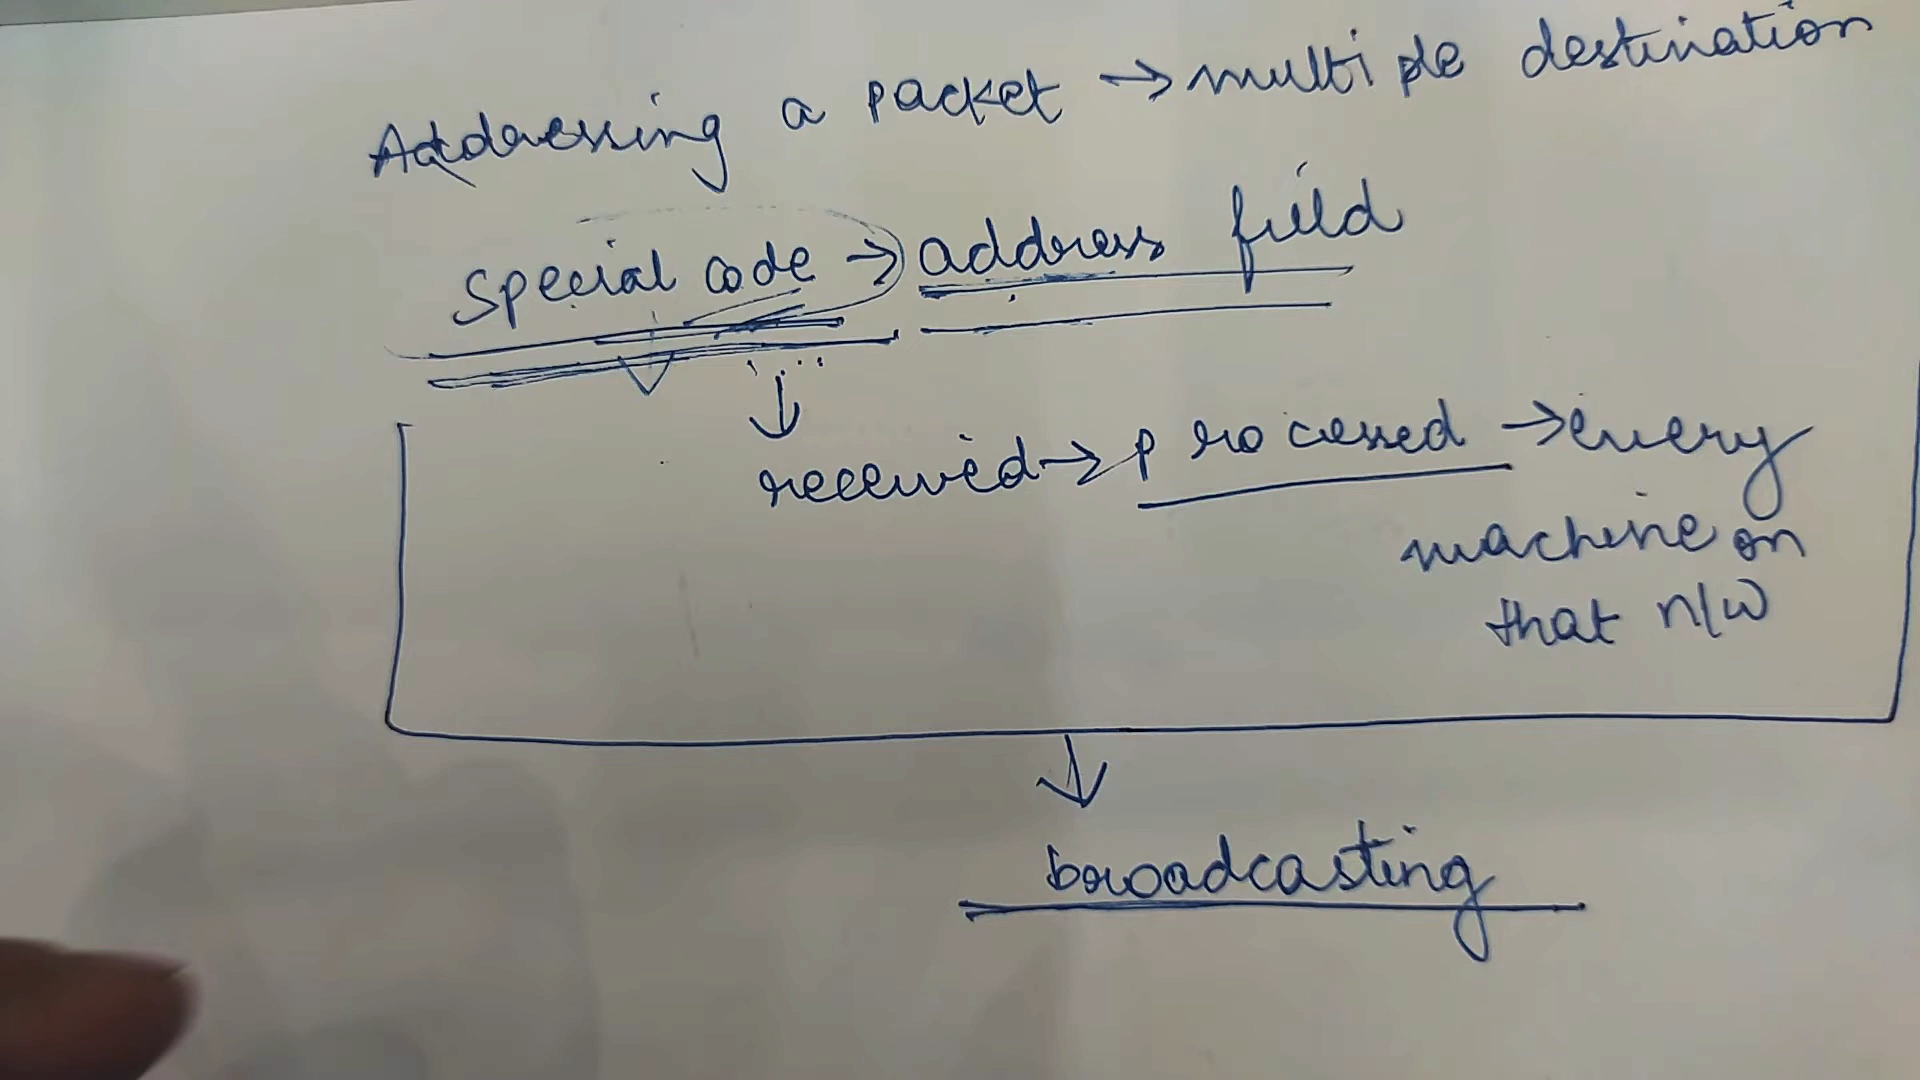 Addressing a packet → multiple destination
special code → address field
↓
received → processed → every
machine on
that n/w
↓
broadcasting